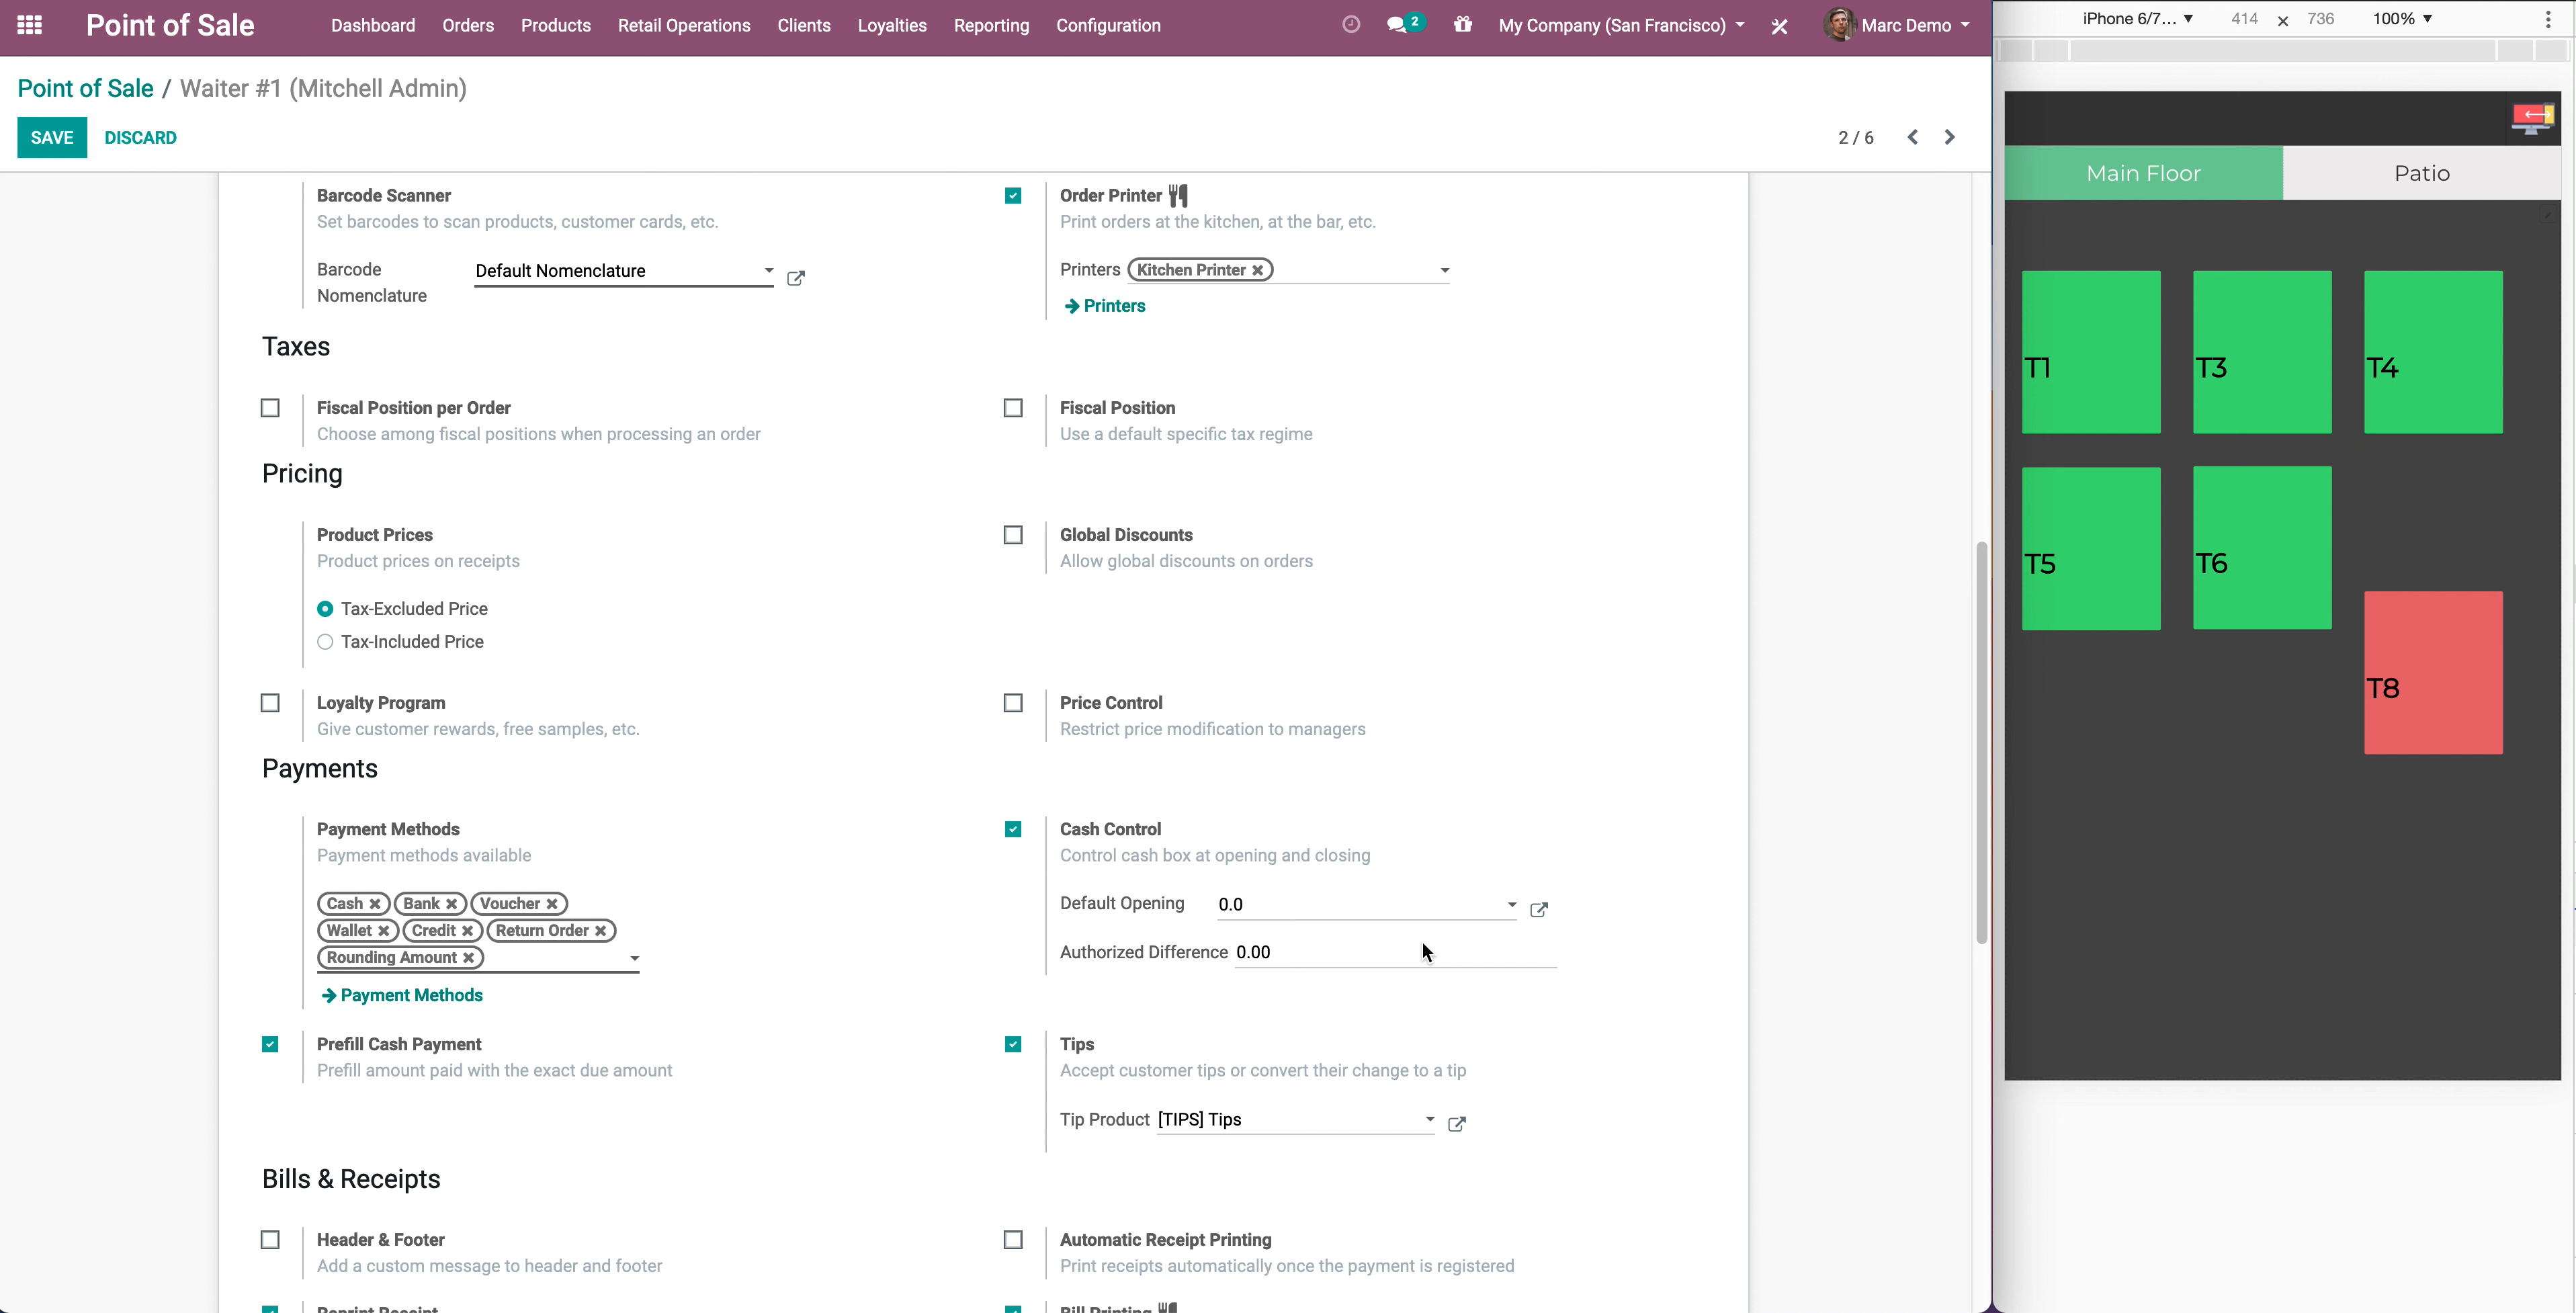 Point of Sale
Dashboard
Orders
Products
Retail Operations
Clients
Loyalties
Reporting
Configuration
2
My Company (San Francisco)
Marc Demo
Point of Sale / Waiter #1 (Mitchell Admin)
SAVE
DISCARD
2 / 6
Barcode Scanner
Set barcodes to scan products, customer cards, etc.
Barcode Nomenclature
Default Nomenclature
Order Printer
Print orders at the kitchen, at the bar, etc.
Printers Kitchen Printer
Printers
Taxes
Fiscal Position per Order
Choose among fiscal positions when processing an order
Fiscal Position
Use a default specific tax regime
Pricing
Product Prices
Product prices on receipts
Tax-Excluded Price
Tax-Included Price
Global Discounts
Allow global discounts on orders
Loyalty Program
Give customer rewards, free samples, etc.
Price Control
Restrict price modification to managers
Payments
Payment Methods
Payment methods available
Cash Bank Voucher
Wallet Credit Return Order
Rounding Amount
Payment Methods
Cash Control
Control cash box at opening and closing
Default Opening 0.0
Authorized Difference 0.00
Prefill Cash Payment
Prefill amount paid with the exact due amount
Tips
Accept customer tips or convert their change to a tip
Tip Product [TIPS] Tips
Bills & Receipts
Header & Footer
Add a custom message to header and footer
Automatic Receipt Printing
Print receipts automatically once the payment is registered
Reprint Receipt
Bill Printing
iPhone 6/7...
414 × 736
100%
Main Floor
Patio
T1
T3
T4
T5
T6
T8